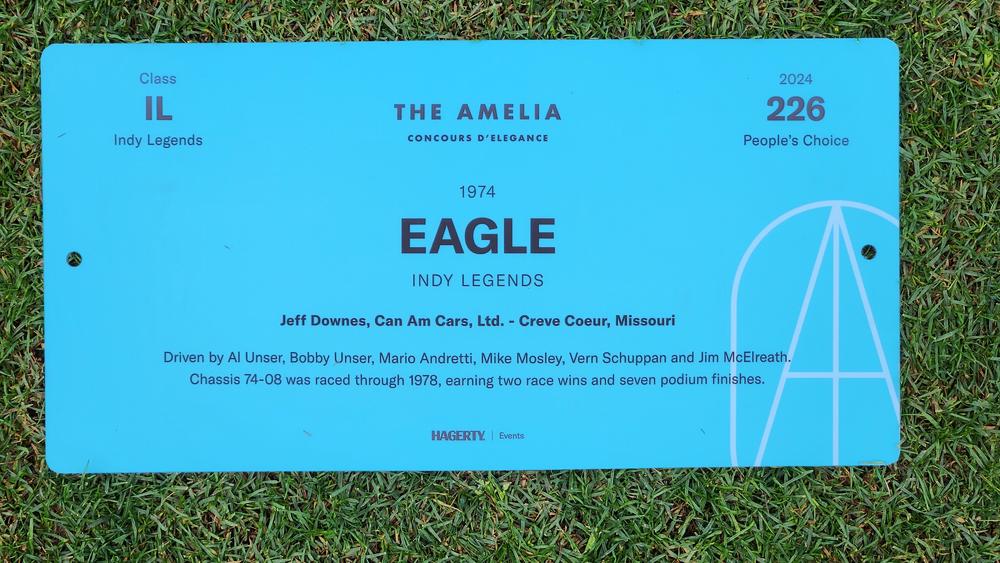 Class
IL
Indy Legends
THE AMELIA
CONCOURS D'ELEGANCE
2024
226
People's Choice
1974
EAGLE
INDY LEGENDS
Jeff Downes, Can Am Cars, Ltd. - Creve Coeur, Missouri
Driven by Al Unser, Bobby Unser, Mario Andretti, Mike Mosley, Vern Schuppan and Jim McElreath.
Chassis 74-08 was raced through 1978, earning two race wins and seven podium finishes.
HAGERTY | Events